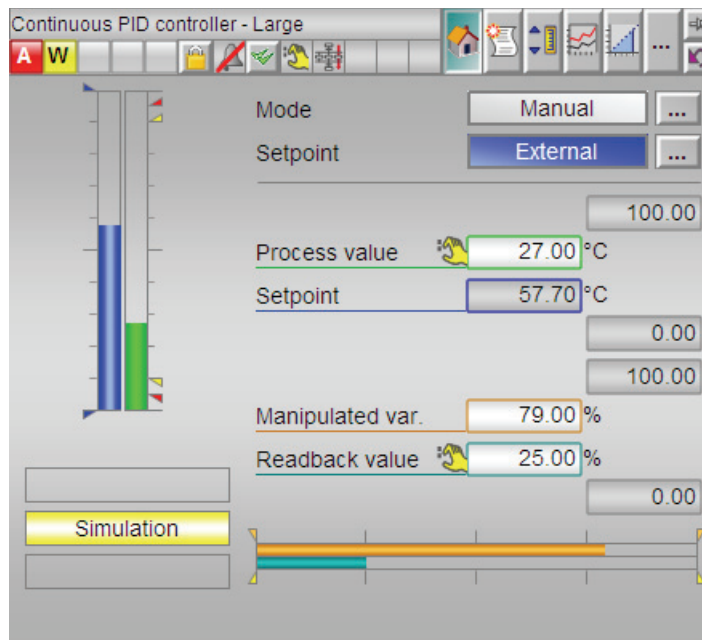 Continuous PID controller - Large
A W
...
Mode Manual ...
Setpoint External ...
100.00
Process value 27.00 °C
Setpoint 57.70 °C
0.00
100.00
Manipulated var. 79.00 %
Readback value 25.00 %
0.00
Simulation